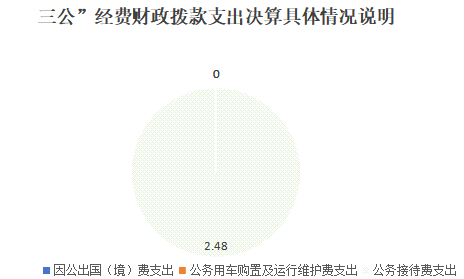 三公”经费财政拨款支出决算具体情况说明
0
2.48
因公出国（境）费支出 公务用车购置及运行维护费支出 公务接待费支出